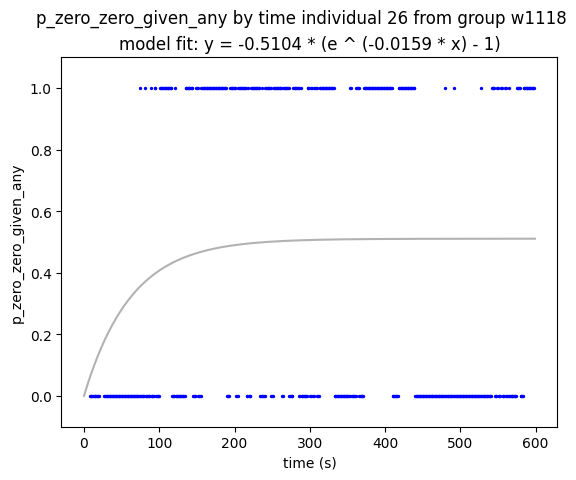 p_zero_zero_given_any by time individual 26 from group w1118
model fit: y = -0.5104 * (e ^ (-0.0159 * x) - 1)
p_zero_zero_given_any
1.0
0.8
0.6
0.4
0.2
0.0
0 100 200 300 400 500 600
time (s)